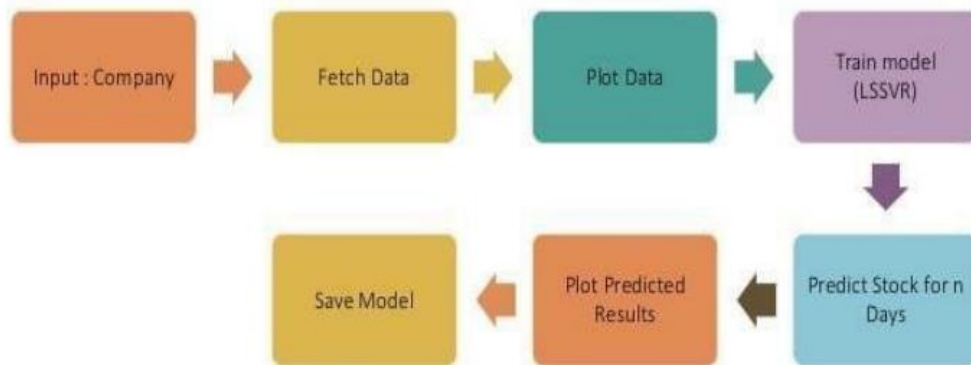 Input : Company
Fetch Data
Plot Data
Train model
(LSSVR)
Predict Stock for n
Days
Plot Predicted
Results
Save Model